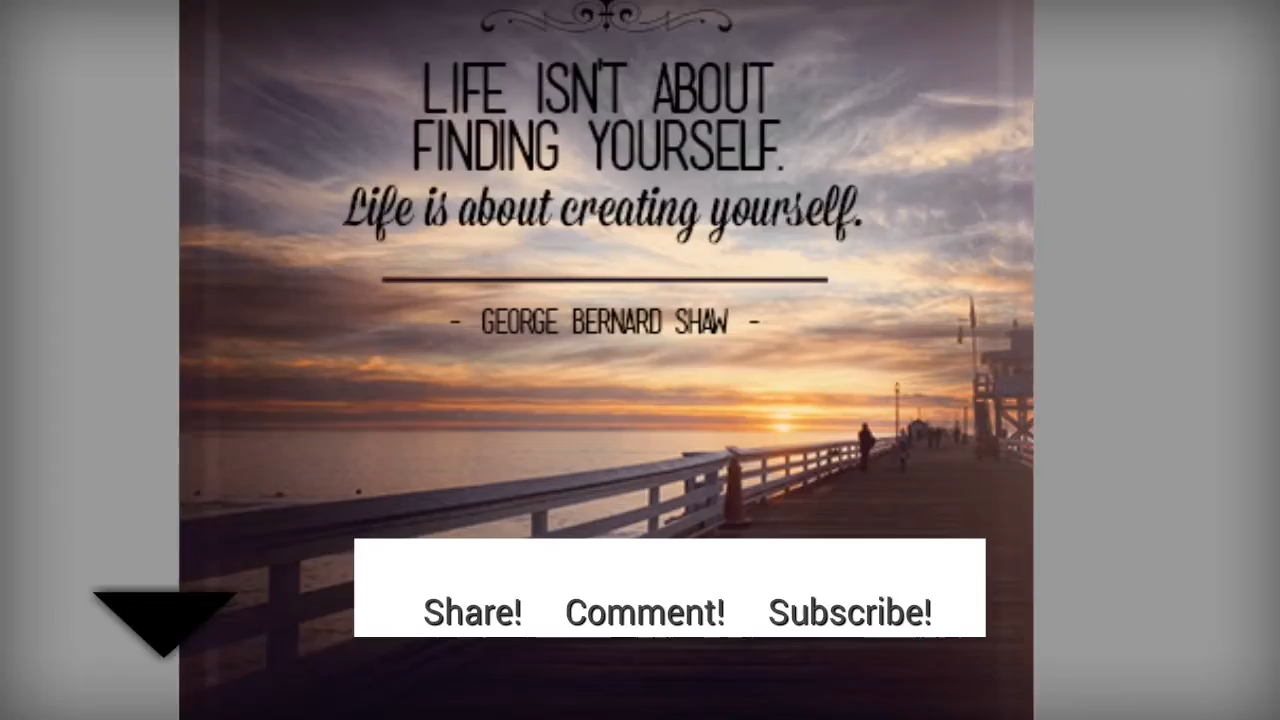 LIFE ISN'T ABOUT
FINDING YOURSELF.
Life is about creating yourself.
- GEORGE BERNARD SHAW -
Share! Comment! Subscribe!